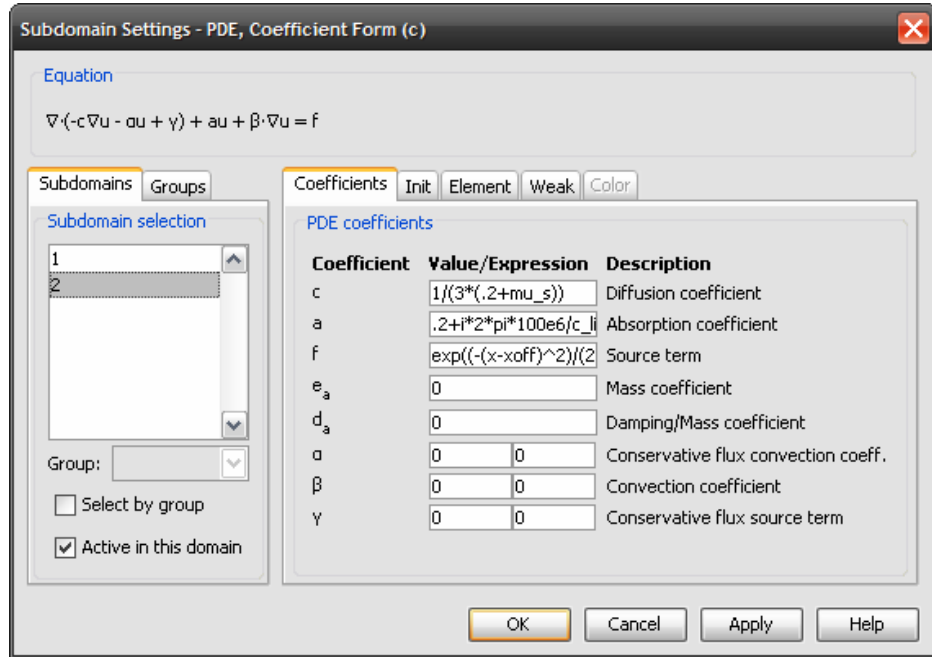 Subdomain Settings - PDE, Coefficient Form (c)
Equation
∇·(-c∇u - αu + γ) + au + β·∇u = f
Subdomains Groups
Subdomain selection
1
2
Group:
Select by group
Active in this domain
Coefficients Init Element Weak Color
PDE coefficients
Coefficient Value/Expression Description
c 1/(3*(.2+mu_s)) Diffusion coefficient
a .2+i*2*pi*100e6/c_li Absorption coefficient
f exp((-(x-xoff)^2)/(2 Source term
eₐ 0 Mass coefficient
dₐ 0 Damping/Mass coefficient
α 0 0 Conservative flux convection coeff.
β 0 0 Convection coefficient
γ 0 0 Conservative flux source term
OK Cancel Apply Help